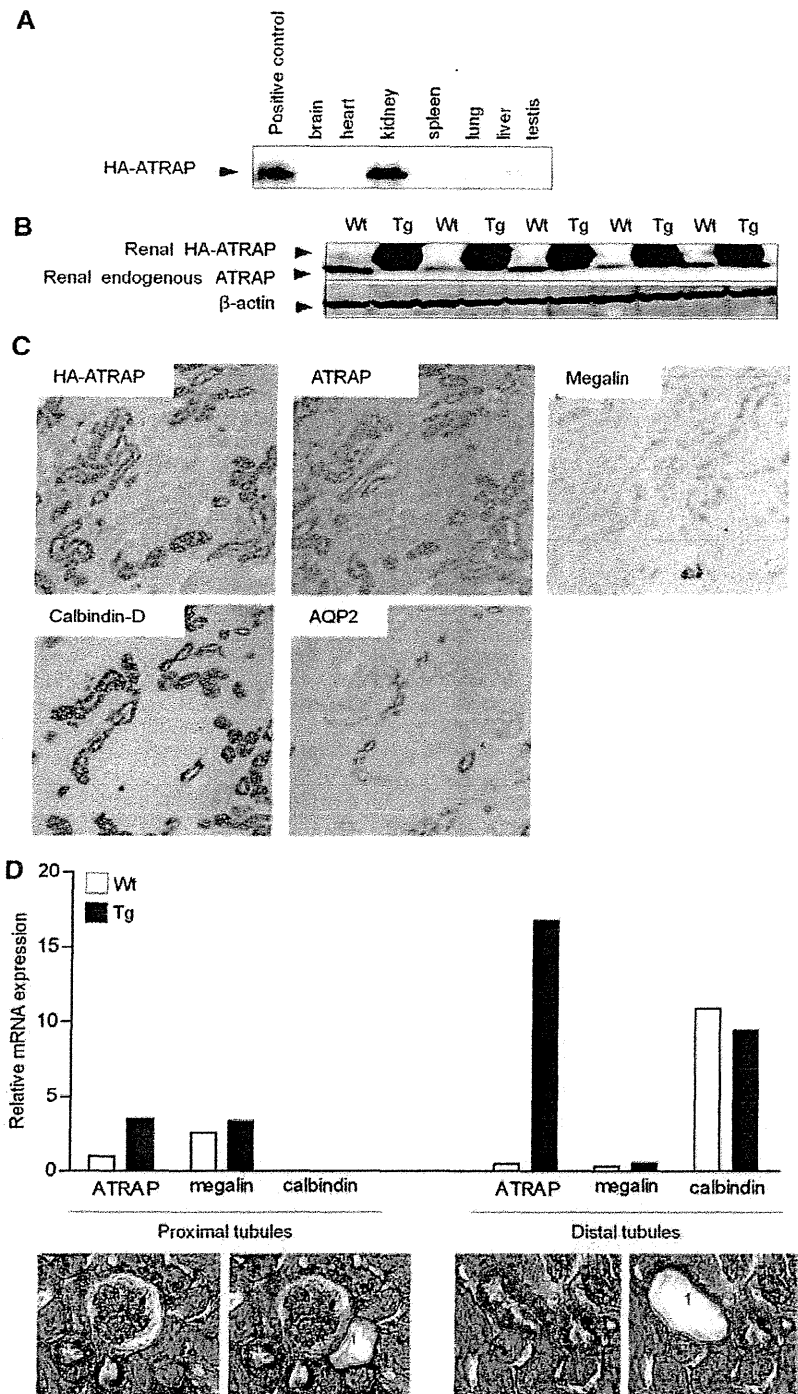 A
Positive control
brain
heart
kidney
spleen
lung
liver
testis
HA-ATRAP
B
Wt Tg Wt Tg Wt Tg Wt Tg Wt Tg
Renal HA-ATRAP
Renal endogenous ATRAP
β-actin
C
HA-ATRAP
ATRAP
Megalin
Calbindin-D
AQP2
D
20
15
10
5
0
Relative mRNA expression
Wt
Tg
ATRAP megalin calbindin
ATRAP megalin calbindin
Proximal tubules
Distal tubules
1
1